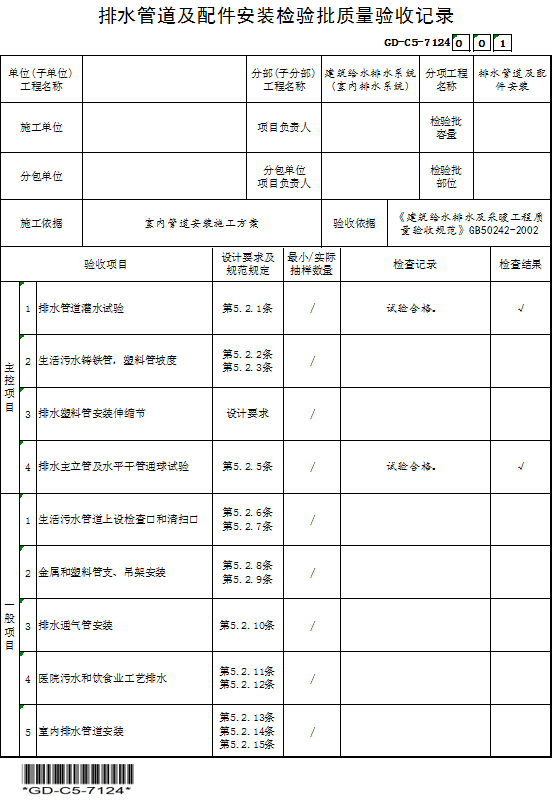 排水管道及配件安装检验批质量验收记录
GD-C5-7124 0 0 1
单位(子单位)
工程名称
分部(子分部)
工程名称
建筑给水排水系统
(室内排水系统)
分项工程
名称
排水管道及配
件安装
施工单位
项目负责人
检验批
容量
分包单位
分包单位
项目负责人
检验批
部位
施工依据
室内管道安装施工方案
验收依据
《建筑给水排水及采暖工程质
量验收规范》GB50242-2002
验收项目
设计要求及
规范规定
最小/实际
抽样数量
检查记录
检查结果
主控项目
1 排水管道灌水试验 第5.2.1条 / 试验合格。 √
2 生活污水铸铁管,塑料管坡度 第5.2.2条 /
第5.2.3条
3 排水塑料管安装伸缩节 设计要求 /
4 排水主立管及水平干管通球试验 第5.2.5条 / 试验合格。 √
一般项目
1 生活污水管道上设检查口和清扫口 第5.2.6条 /
第5.2.7条
2 金属和塑料管支、吊架安装 第5.2.8条 /
第5.2.9条
3 排水通气管安装 第5.2.10条 /
4 医院污水和饮食业工艺排水 第5.2.11条 /
第5.2.12条
5 室内排水管道安装 第5.2.13条 /
第5.2.14条
第5.2.15条
*GD-C5-7124*